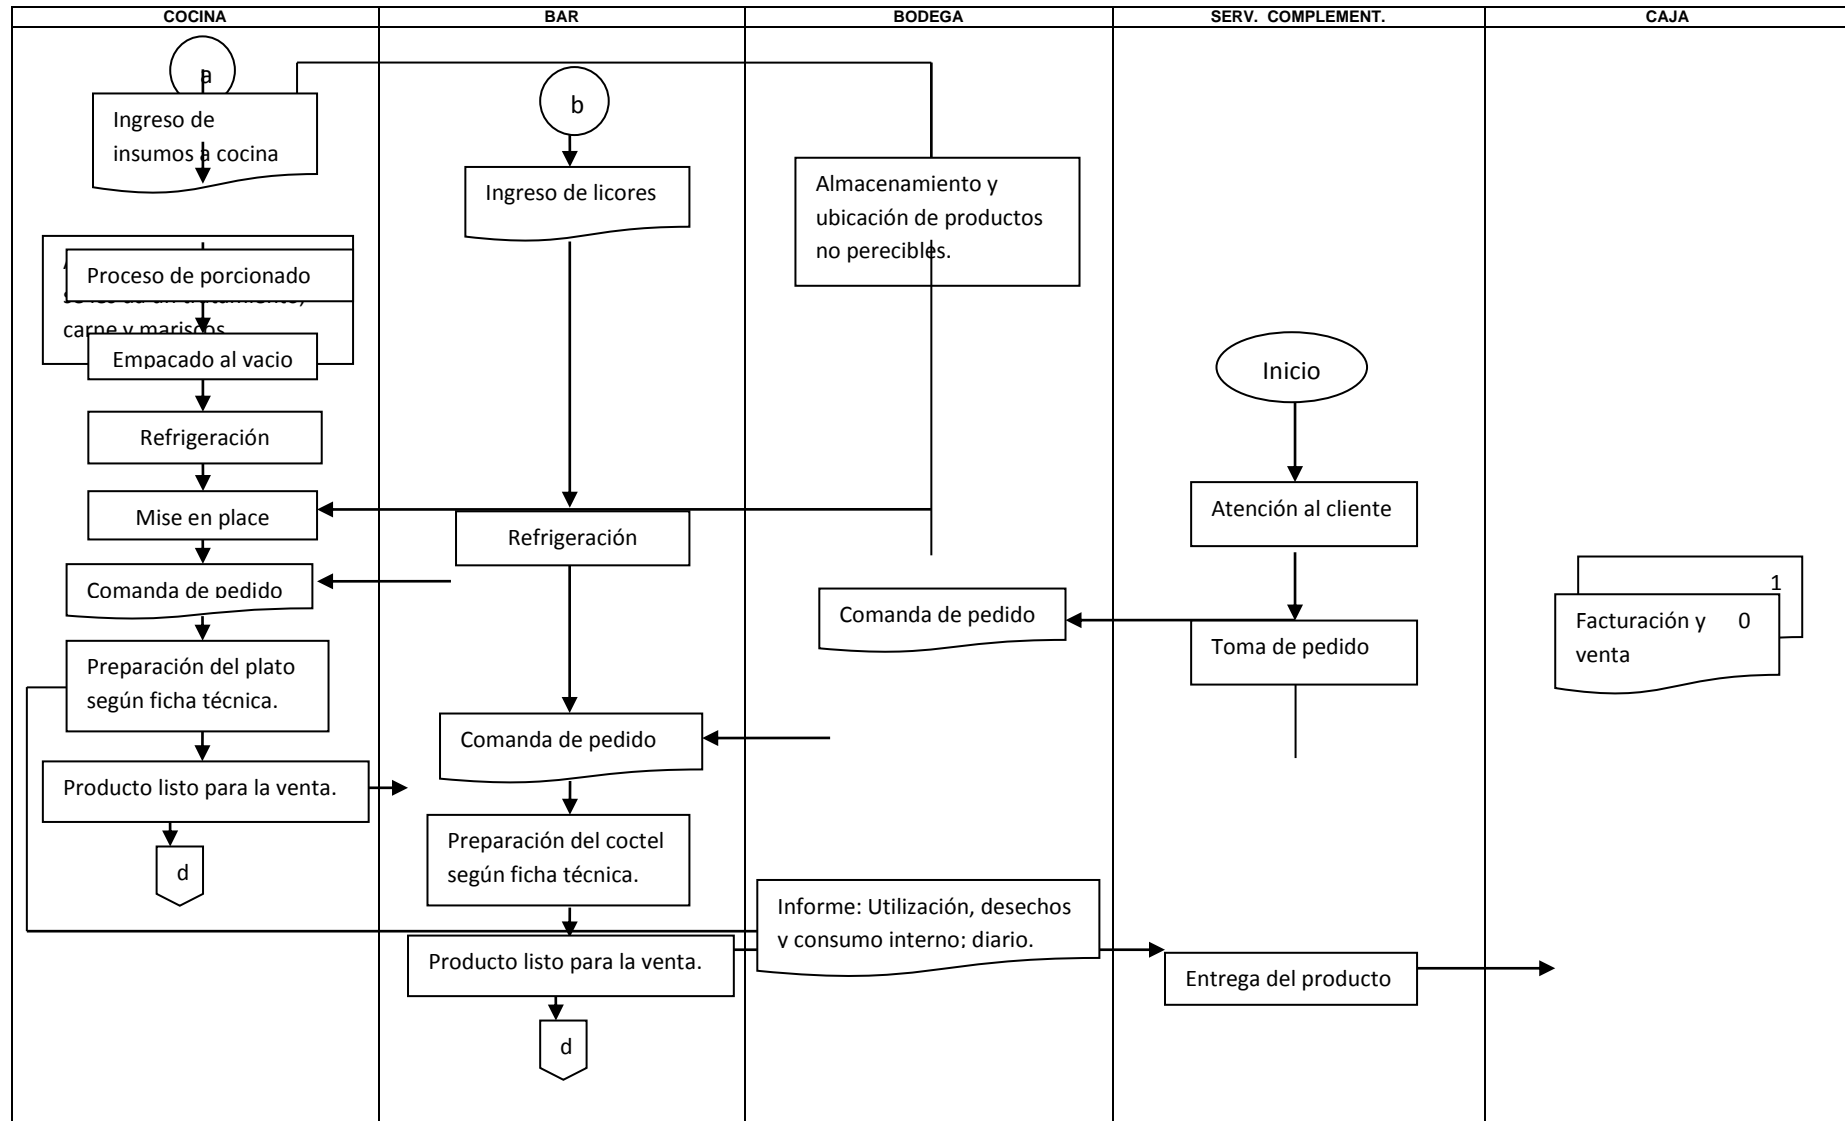 COCINA
BAR
BODEGA
SERV. COMPLEMENT.
CAJA
a
Ingreso de
insumos a cocina
Proceso de porcionado
carne y mariscos
Empacado al vacio
Refrigeración
Mise en place
Comanda de pedido
Preparación del plato
según ficha técnica.
Producto listo para la venta.
d
b
Ingreso de licores
Refrigeración
Comanda de pedido
Preparación del coctel
según ficha técnica.
Producto listo para la venta.
d
Almacenamiento y
ubicación de productos
no perecibles.
Comanda de pedido
Informe: Utilización, desechos
y consumo interno; diario.
Inicio
Atención al cliente
Toma de pedido
Entrega del producto
1
Facturación y 0
venta